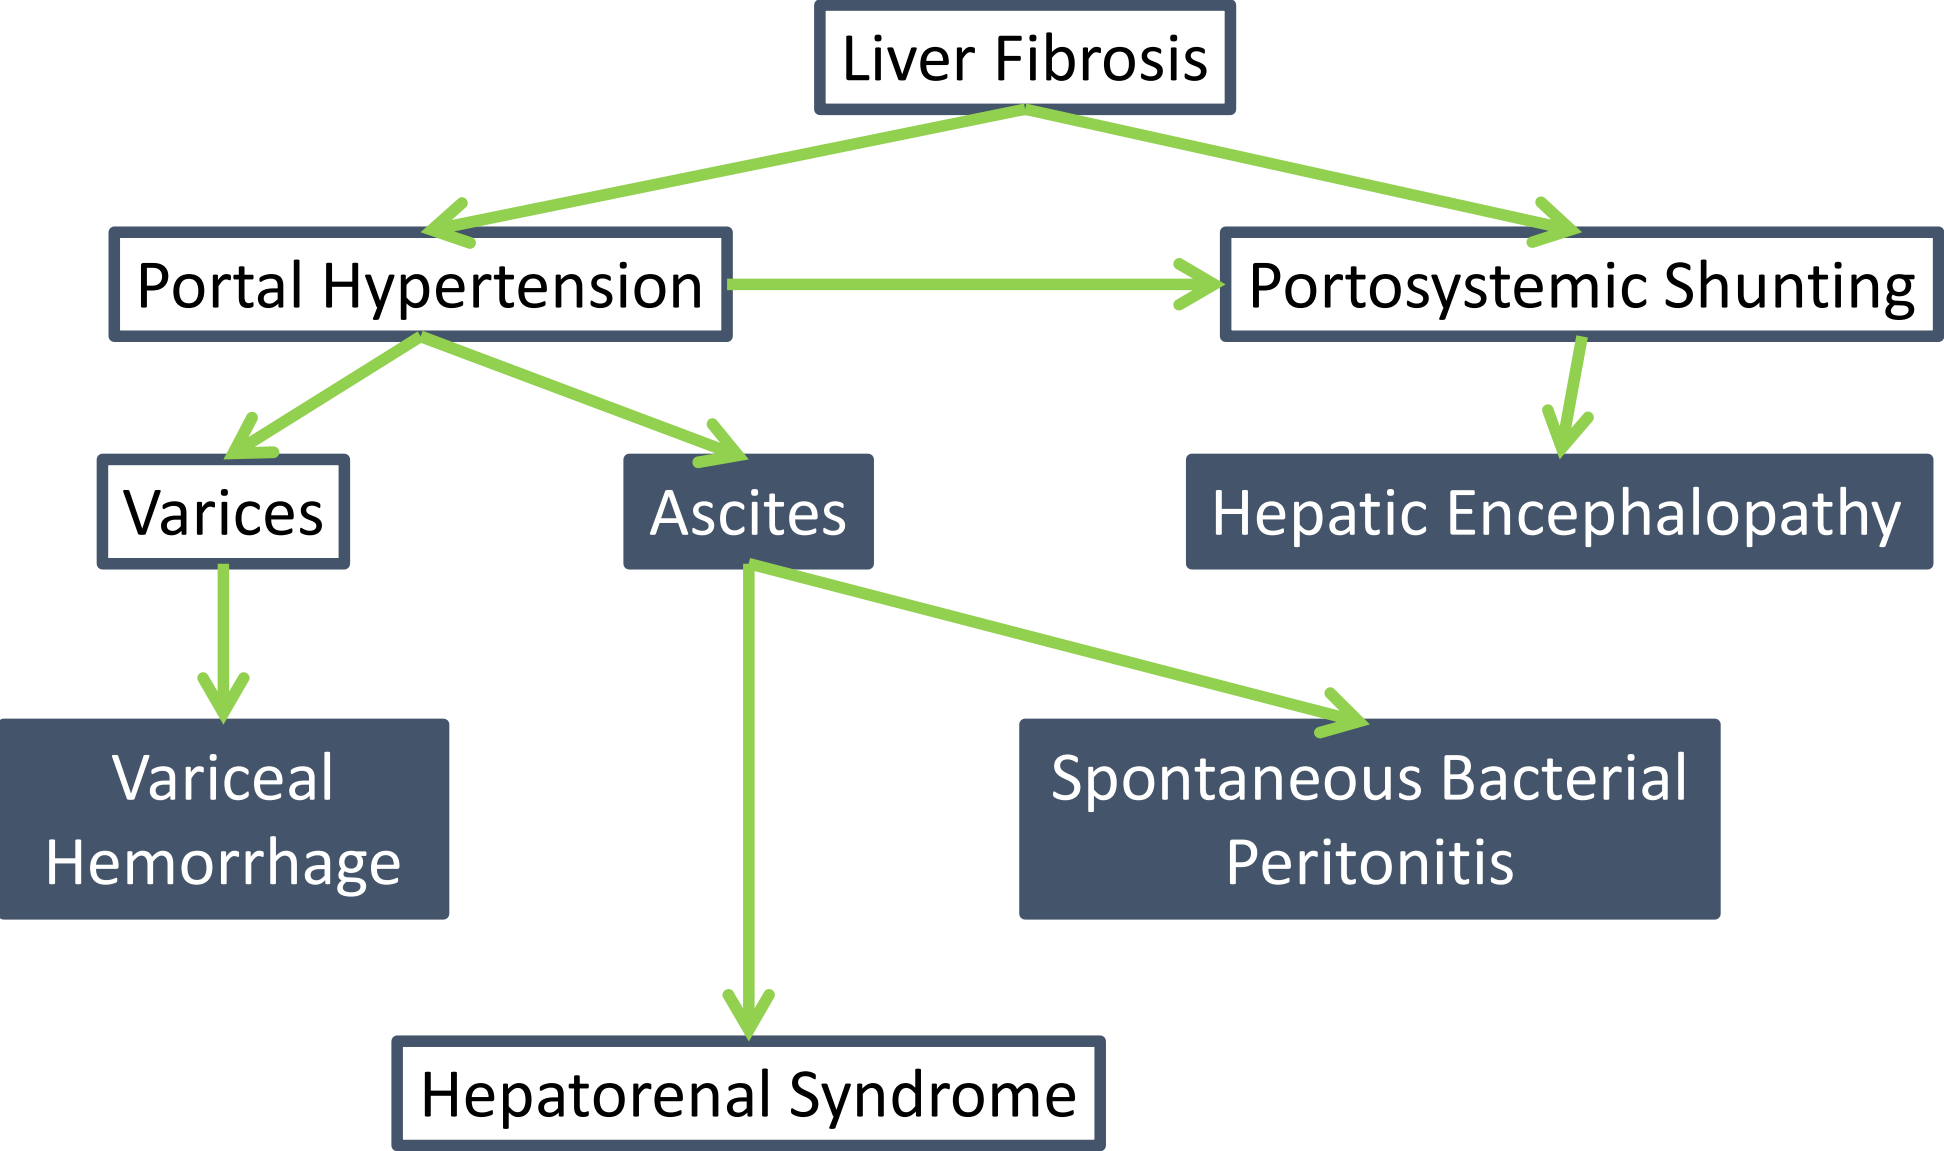 Liver Fibrosis
Portal Hypertension
Portosystemic Shunting
Varices
Ascites
Hepatic Encephalopathy
Variceal
Hemorrhage
Spontaneous Bacterial
Peritonitis
Hepatorenal Syndrome